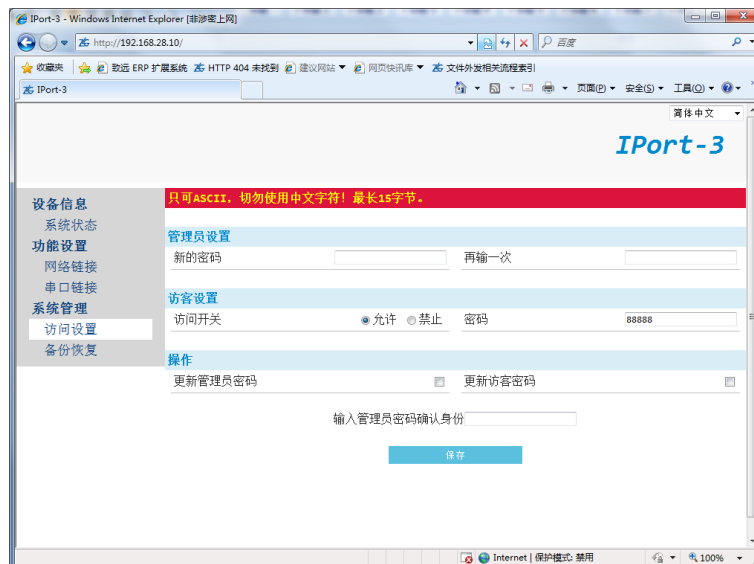 IPort-3 - Windows Internet Explorer [非涉密上网]
http://192.168.28.10/
百度
收藏夹 致远 ERP 扩展系统 HTTP 404 未找到 建议网站 网页快讯库 文件外发相关流程索引
IPort-3 页面(P) 安全(S) 工具(O)
简体中文
IPort-3
设备信息
系统状态
功能设置
网络链接
串口链接
系统管理
访问设置
备份恢复
只可ASCII, 切勿使用中文字符! 最长15字节。
管理员设置
新的密码 再输一次
访客设置
访问开关 允许 禁止 密码 88888
操作
更新管理员密码 更新访客密码
输入管理员密码确认身份
保存
Internet | 保护模式: 禁用 100%